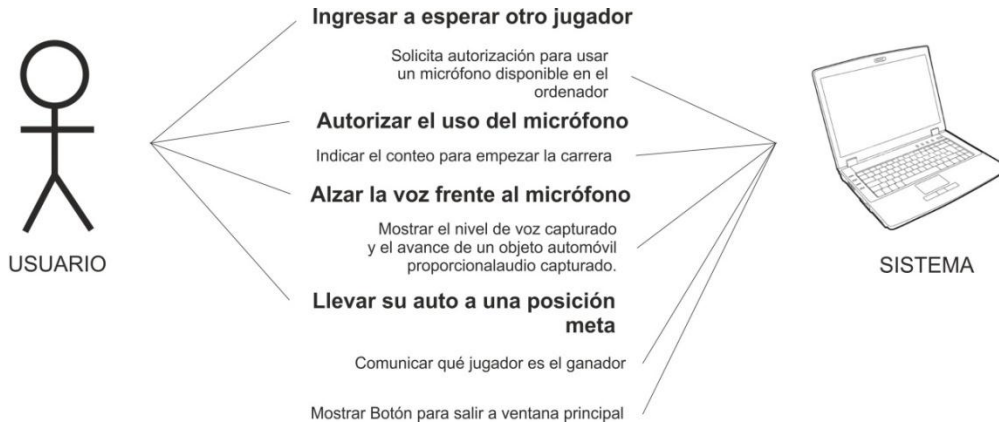 Ingresar a esperar otro jugador
Solicita autorización para usar
un micrófono disponible en el
ordenador
Autorizar el uso del micrófono
Indicar el conteo para empezar la carrera
Alzar la voz frente al micrófono
Mostrar el nivel de voz capturado
y el avance de un objeto automóvil
proporcionalaudio capturado.
USUARIO
SISTEMA
Llevar su auto a una posición
meta
Comunicar qué jugador es el ganador
Mostrar Botón para salir a ventana principal